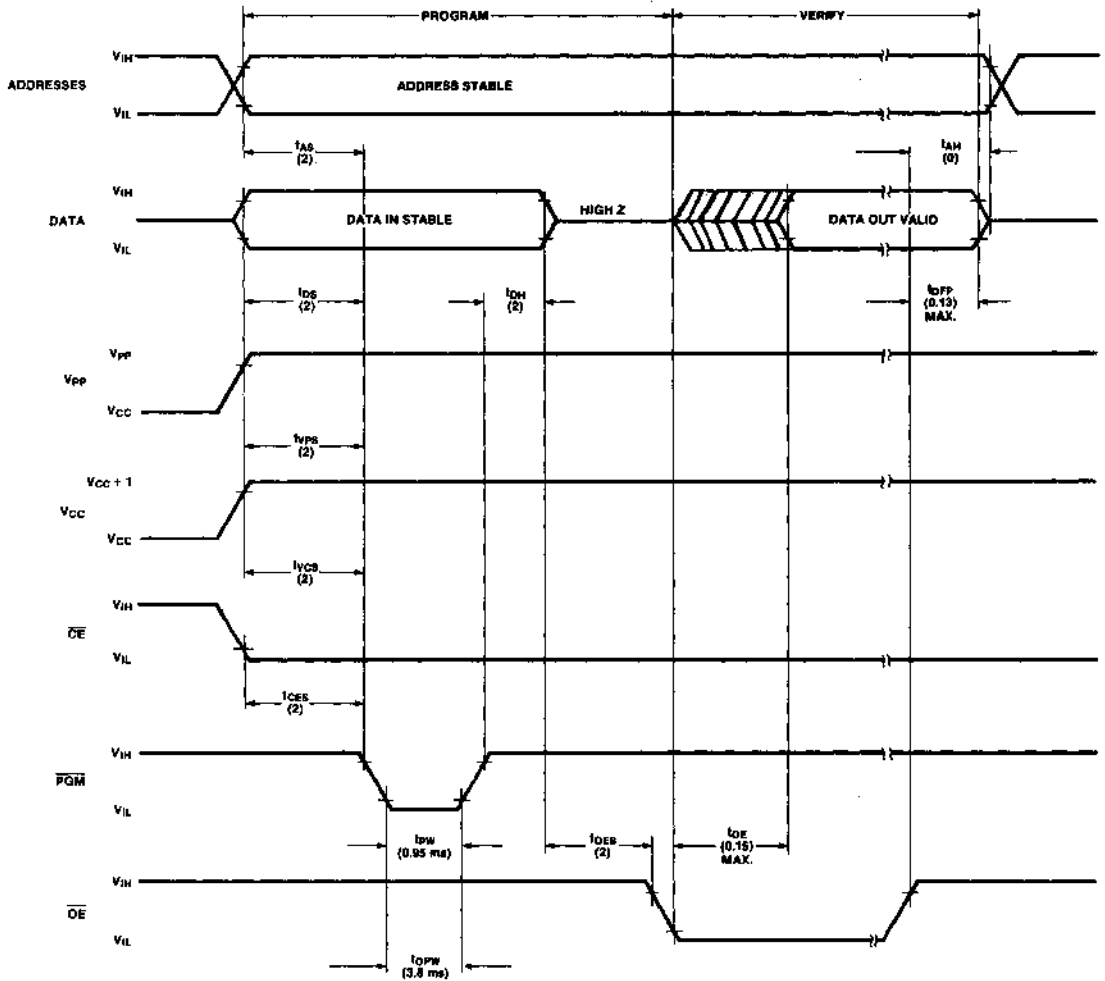 PROGRAM
VERIFY
ADDRESSES
VIH
VIL
ADDRESS STABLE
tAS
(2)
tAH
(0)
DATA
VIH
VIL
DATA IN STABLE
HIGH Z
DATA OUT VALID
tDS
(2)
tDH
(2)
tDFP
(0.13)
MAX.
VPP
VPP
VCC
tVPS
(2)
VCC + 1
VCC
VCC
tVCS
(2)
CE
VIH
VIL
tCES
(2)
PGM
VIH
VIL
tPW
(0.95 ms)
tOES
(2)
tOE
(0.15)
MAX.
OE
VIH
VIL
tOPW
(3.8 ms)